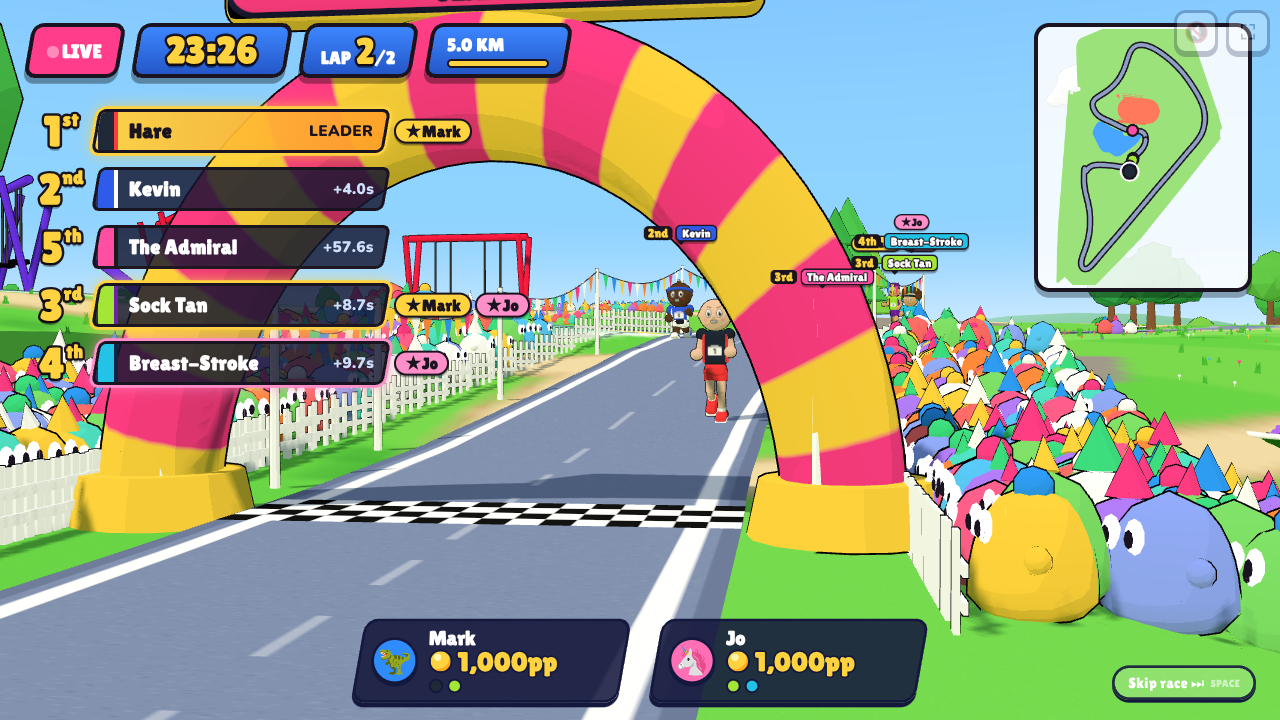 LIVE
23:26
LAP 2/2
5.0 KM
1st Hare LEADER ★Mark
2nd Kevin +4.0s
5th The Admiral +57.6s
3rd Sock Tan +8.7s ★Mark ★Jo
4th Breast-Stroke +9.7s ★Jo
★Jo
2nd Kevin
4th Breast-Stroke
3rd Sock Tan
3rd The Admiral
1
Mark
1,000pp
Jo
1,000pp
Skip race ⏭ SPACE